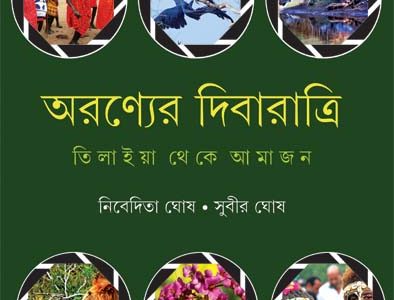 অরণ্যের দিবারাত্রি
তিলাইয়া থেকে আমাজন
নিবেদিতা ঘোষ • সুবীর ঘোষ